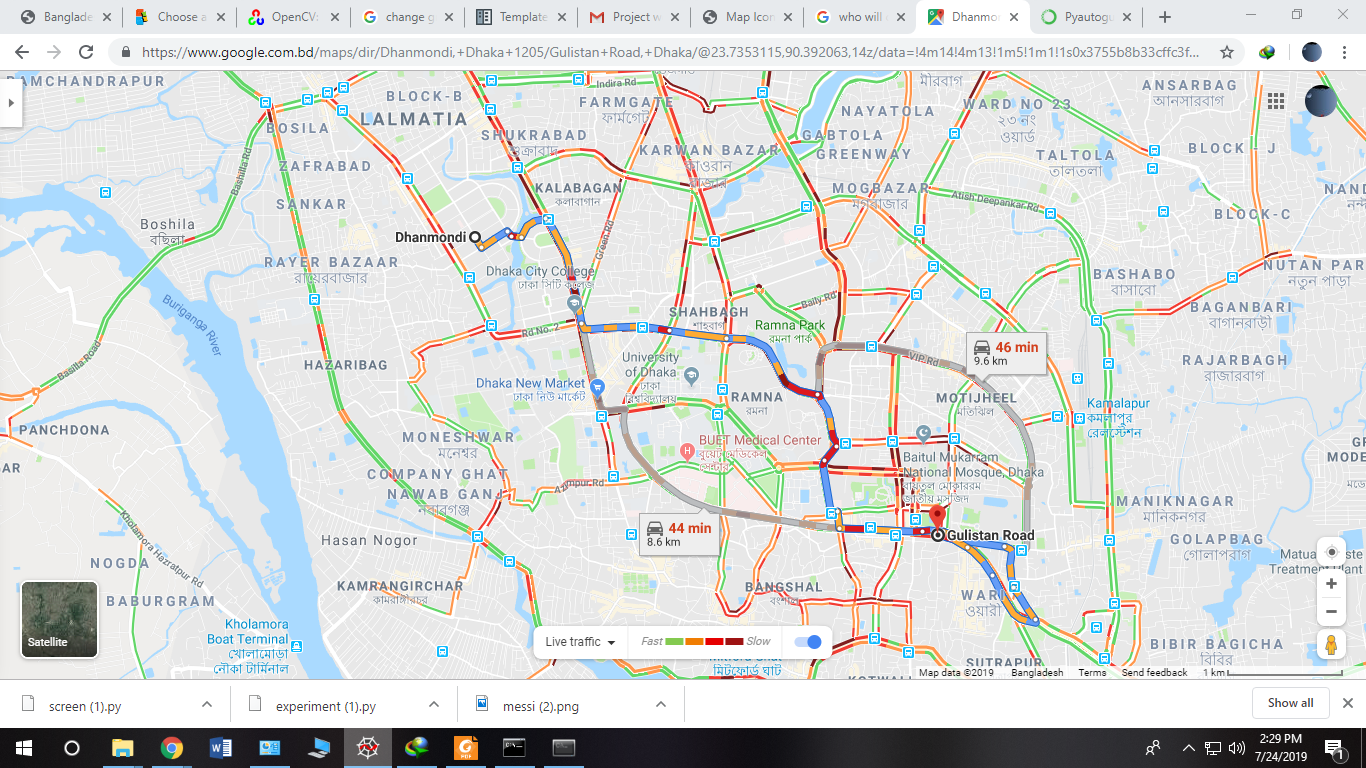 Banglade
Choose a
OpenCV:
change g
Template
Project w
Map Icon
who will
Dhanmon
Pyautogu
https://www.google.com.bd/maps/dir/Dhanmondi,+Dhaka+1205/Gulistan+Road,+Dhaka/@23.7353115,90.392063,14z/data=!4m14!4m13!1m5!1m1!1s0x3755b8b33cffc3f...
RAMCHANDRAPUR
BLOCK-B
LALMATIA
BOSILA
ZAFRABAD
SANKAR
Bashilla Rd
Boshila
বছিলা
RAYER BAZAAR
রায়েরবাজার
Buriganga River
Basilla Road
HAZARIBAG
PANCHDONA
Indira Rd
FARMGATE
ফার্মগেট
SHUKRABAD
শুক্রাবাদ
KARWAN BAZAR
কাওরান
বাজার
KALABAGAN
কলাবাগান
Dhanmondi
Green Rd
Dhaka City College
ঢাকা সিটি কলেজ
Rd No. 2
SHAHBAGH
শাহবাগ
Ramna Park
রমনা পার্ক
Baily Rd
University
of Dhaka
ঢাকা
বিশ্ববিদ্যালয়
Dhaka New Market
ঢাকা নিউ মার্কেট
RAMNA
রমনা
মীরবাগ
NAYATOLA
GABTOLA
GREENWAY
MOGBAZAR
মগবাজার
WARD NO 23
২৩ নং
ওয়ার্ড
ANSARBAG
আনসারবাগ
TALTOLA
তালতলা
BLOCK - J
BLOCK-C
NAND
Atish Deepankar Rd
NUTAN PAR
নতুন পাড়া
BASHABO
বাসাবো
BAGANBARI
বাগানবাড়ী
RAJARBAGH
রাজারবাগ
46 min
9.6 km
VIP Rd
MOTIJHEEL
মতিঝিল
Kamalapur
কমলাপুর
রেলস্টেশন
MONESHWAR
মনেশ্বর
COMPANY GHAT
NAWAB GANJ
নবাবগঞ্জ
Azimpur Rd
BUET Medical Center
বুয়েট মেডিকেল
সেন্টার
Baitul Mukarram
National Mosque, Dhaka
বায়তুল মোকাররম
জাতীয় মসজিদ
MODE
MANIKNAGAR
মানিকনগর
44 min
8.6 km
Gulistan Road
Hasan Nogor
GOLAPBAG
গোলাপবাগ
Treatment Plant
NOGDA
Kholamora Hazratpur Rd
BABURGRAM
KAMRANGIRCHAR
কামরাঙ্গীরচর
BANGSHAL
বংশাল
WARI
ওয়ারী
Kholamora
Boat Terminal
খোলামোড়া
নৌকা টার্মিনাল
Satellite
Live traffic
Fast
Slow
মিটফোর্ড ঘাট
KOTWALI
SUTRAPUR
BIBIR BAGICHA
বিবির
Map data ©2019
Bangladesh
Terms
Send feedback
1 km
screen (1).py
experiment (1).py
messi (2).png
Show all
2:29 PM
7/24/2019
1